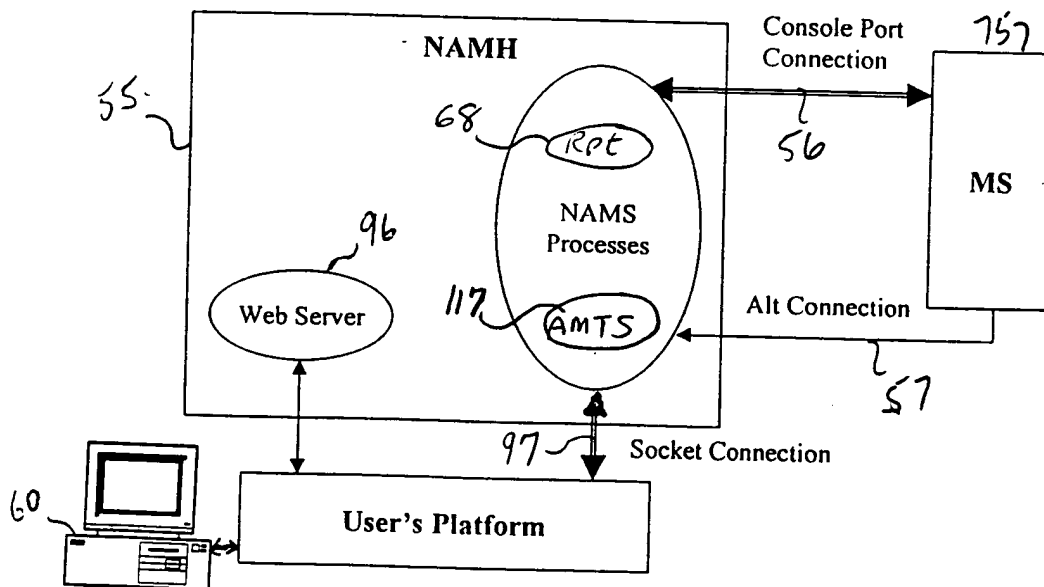 NAMH
Console Port
Connection
757
55
68
Rpt
56
MS
NAMS
Processes
96
Web Server
117
AMTS
Alt Connection
57
97
Socket Connection
60
User's Platform